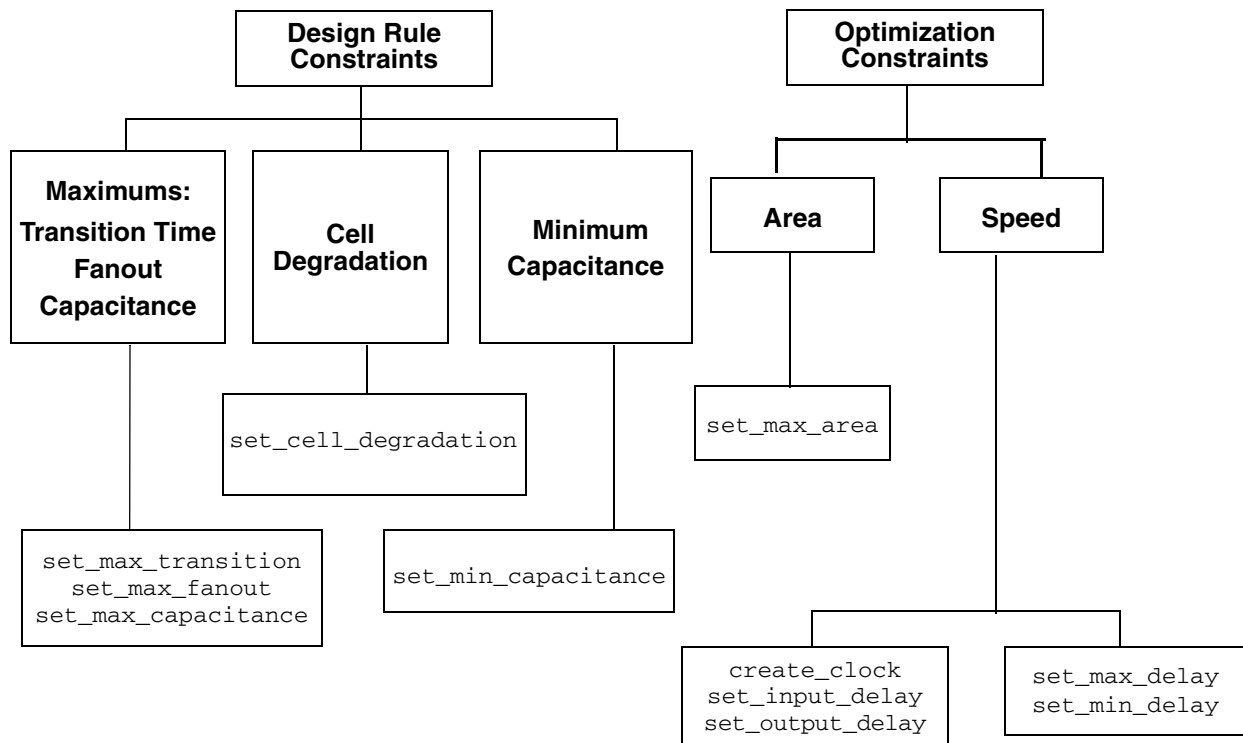 Design Rule
Constraints
Optimization
Constraints
Maximums:
Transition Time
Fanout
Capacitance
Cell
Degradation
Minimum
Capacitance
Area
Speed
set_cell_degradation
set_max_area
set_max_transition
set_max_fanout
set_max_capacitance
set_min_capacitance
create_clock
set_input_delay
set_output_delay
set_max_delay
set_min_delay